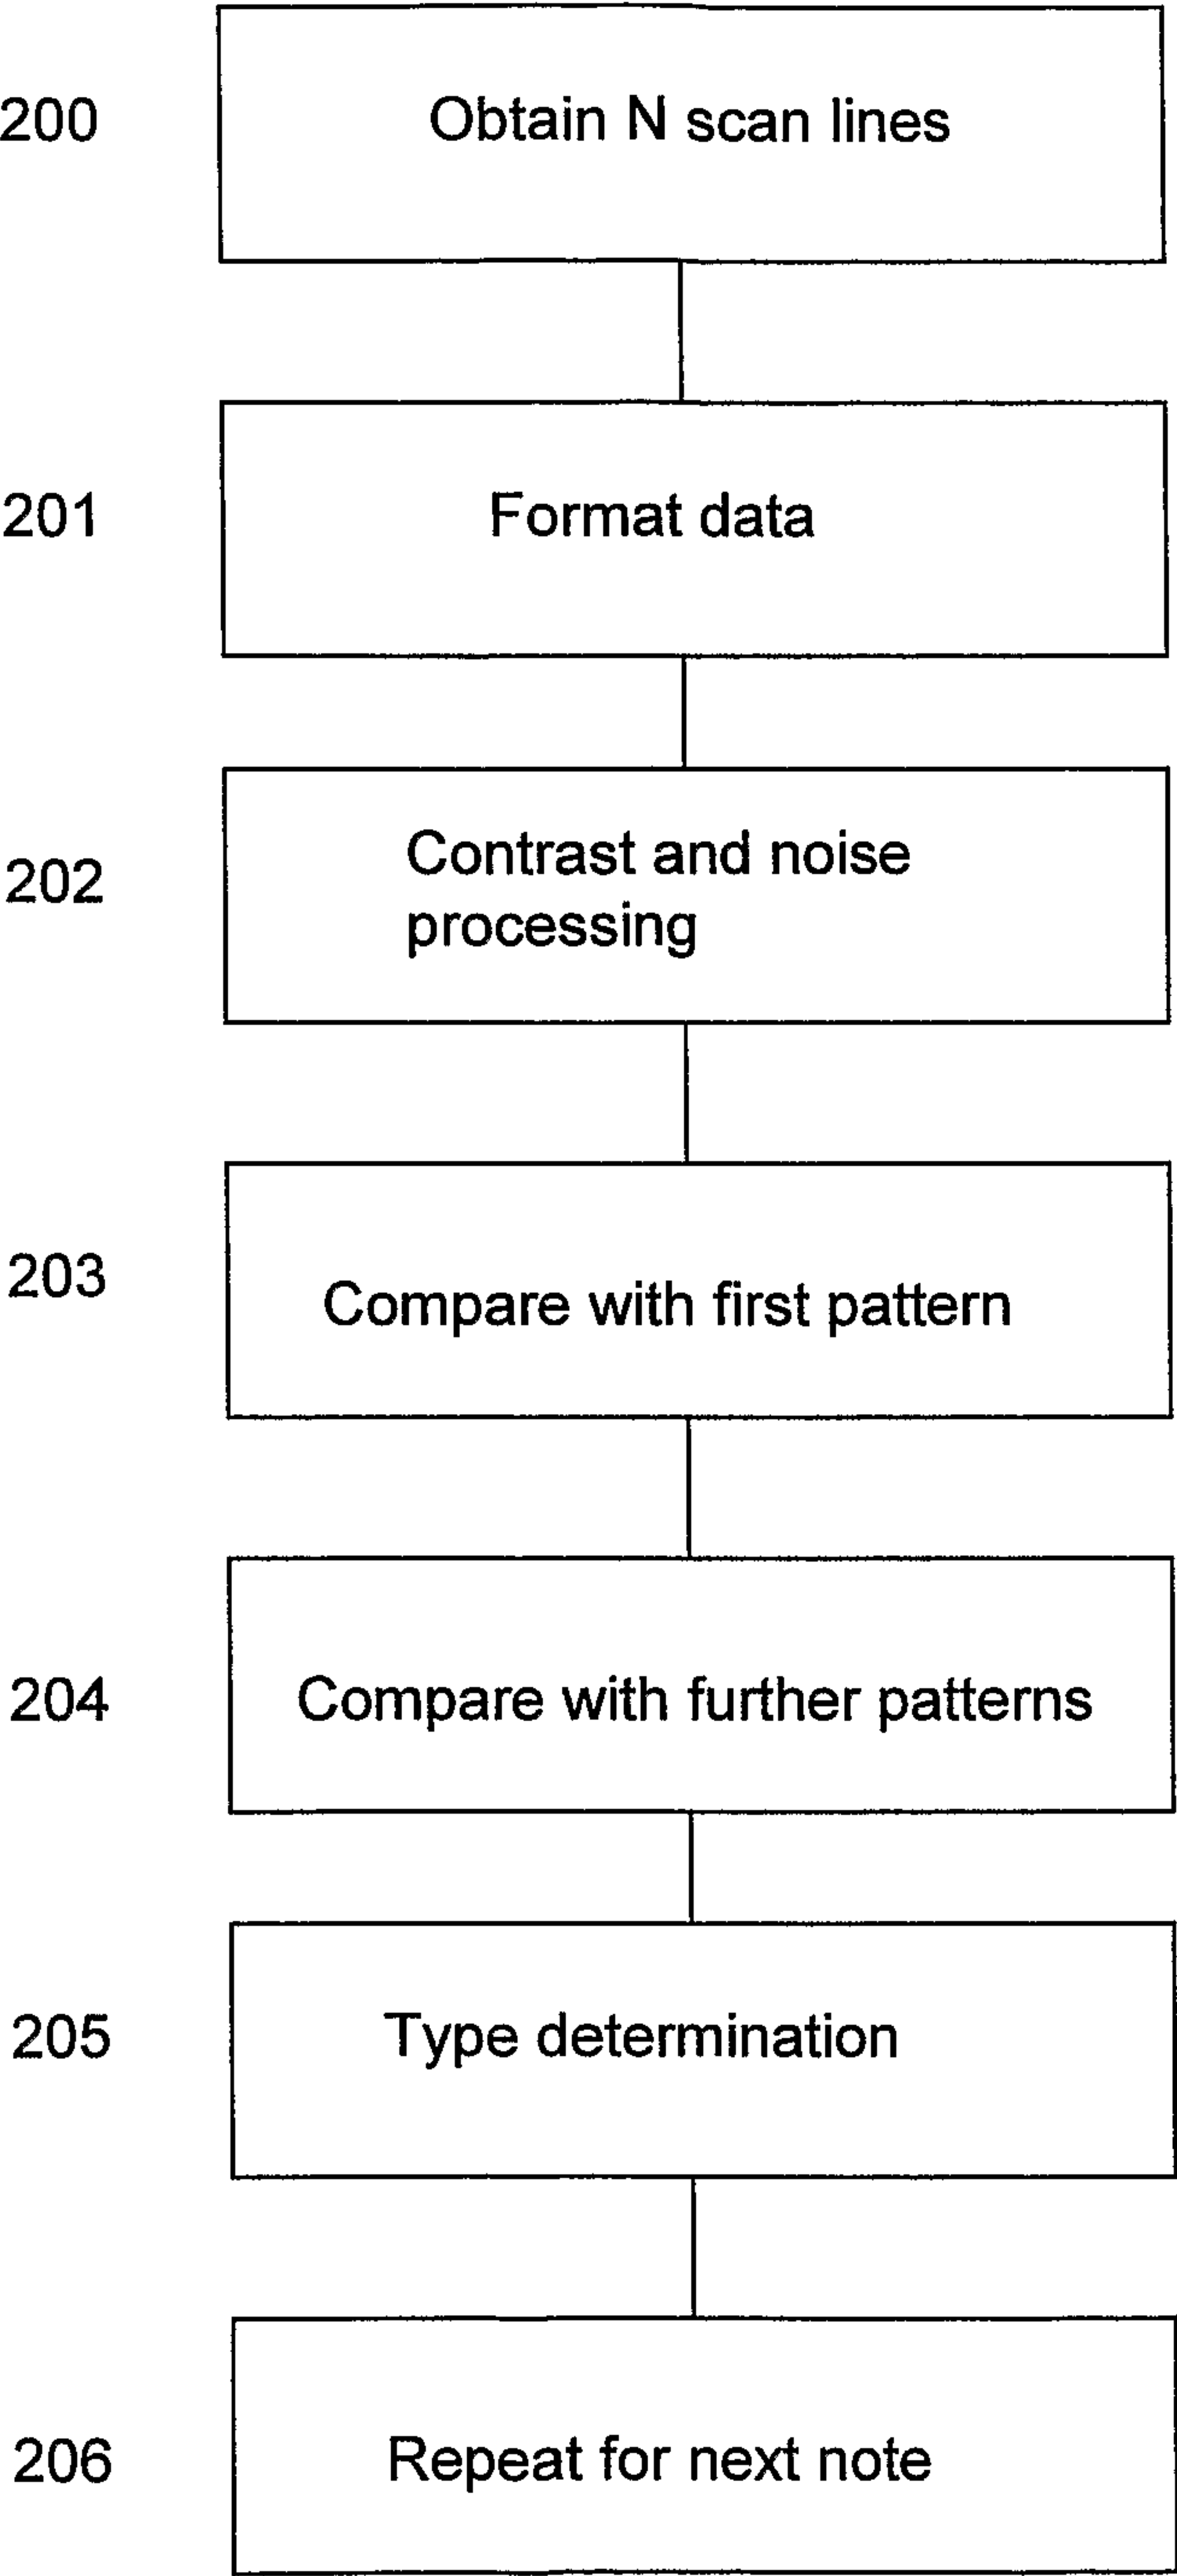 200
Obtain N scan lines
201
Format data
202
Contrast and noise
processing
203
Compare with first pattern
204
Compare with further patterns
205
Type determination
206
Repeat for next note